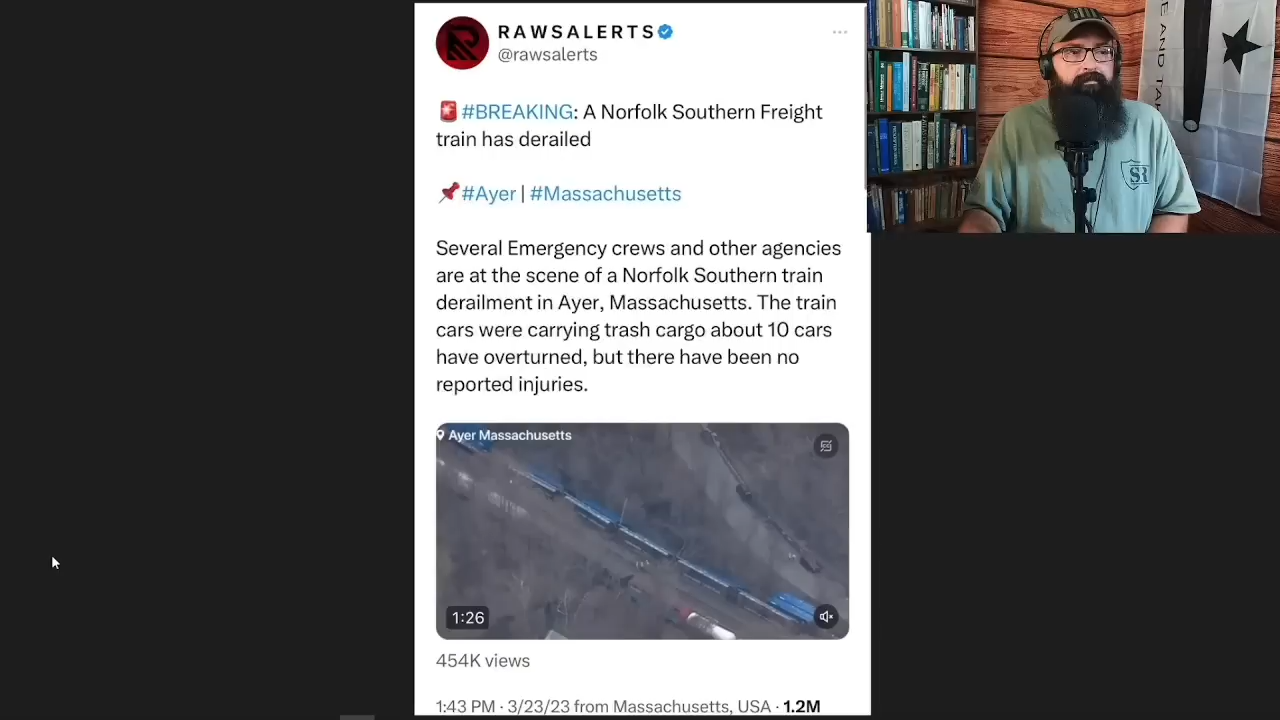 RAWSALERTS
@rawsalerts
🚨#BREAKING: A Norfolk Southern Freight
train has derailed
📌#Ayer | #Massachusetts
Several Emergency crews and other agencies
are at the scene of a Norfolk Southern train
derailment in Ayer, Massachusetts. The train
cars were carrying trash cargo about 10 cars
have overturned, but there have been no
reported injuries.
Ayer Massachusetts
1:26
454K views
1:43 PM · 3/23/23 from Massachusetts, USA · 1.2M
E AND TAK
SR